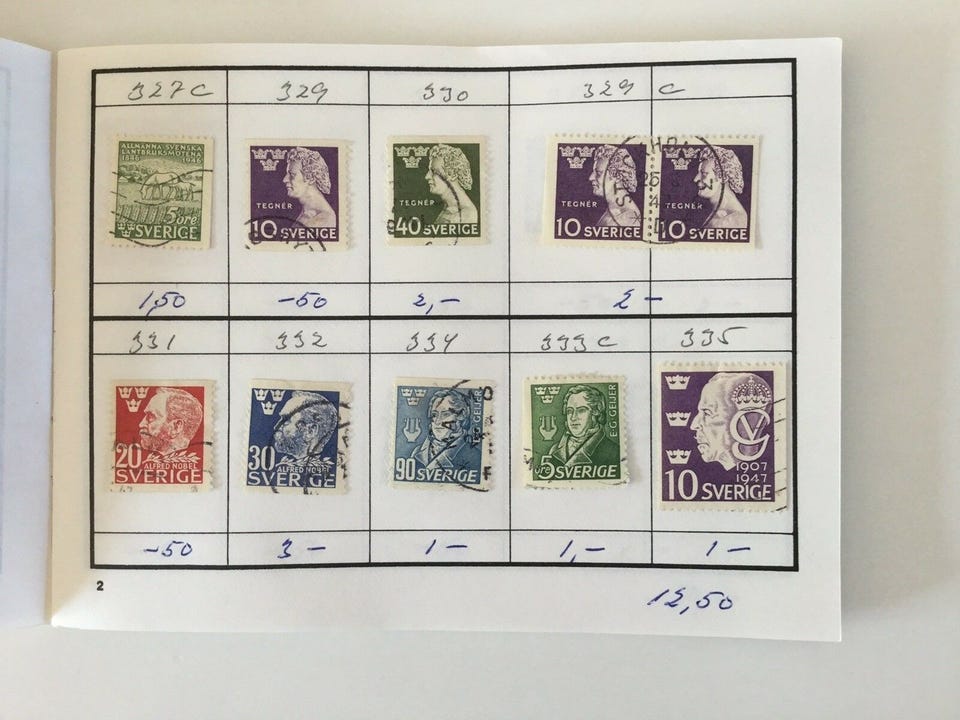 327C 329 330 329 C
ALLMÄNNA SVENSKA
LANTBRUKSMÖTENA
1846 1946
5 öre
SVERIGE
TEGNÉR
10 SVERIGE
TEGNÉR
40 SVERIGE
TEGNÉR
10 SVERIGE
TEGNÉR
10 SVERIGE
1,50 -50 2,- 2 -
331 332 334 333C 335
20
ALFRED NOBEL
SVERIGE
30
ALFRED NOBEL
SVERIGE
E·G·GEIJER
90 SVERIGE
E·G·GEIJER
5 öre
SVERIGE
1907
1947
10 SVERIGE
-50 3 - 1 - 1,- 1 -
2
12,50